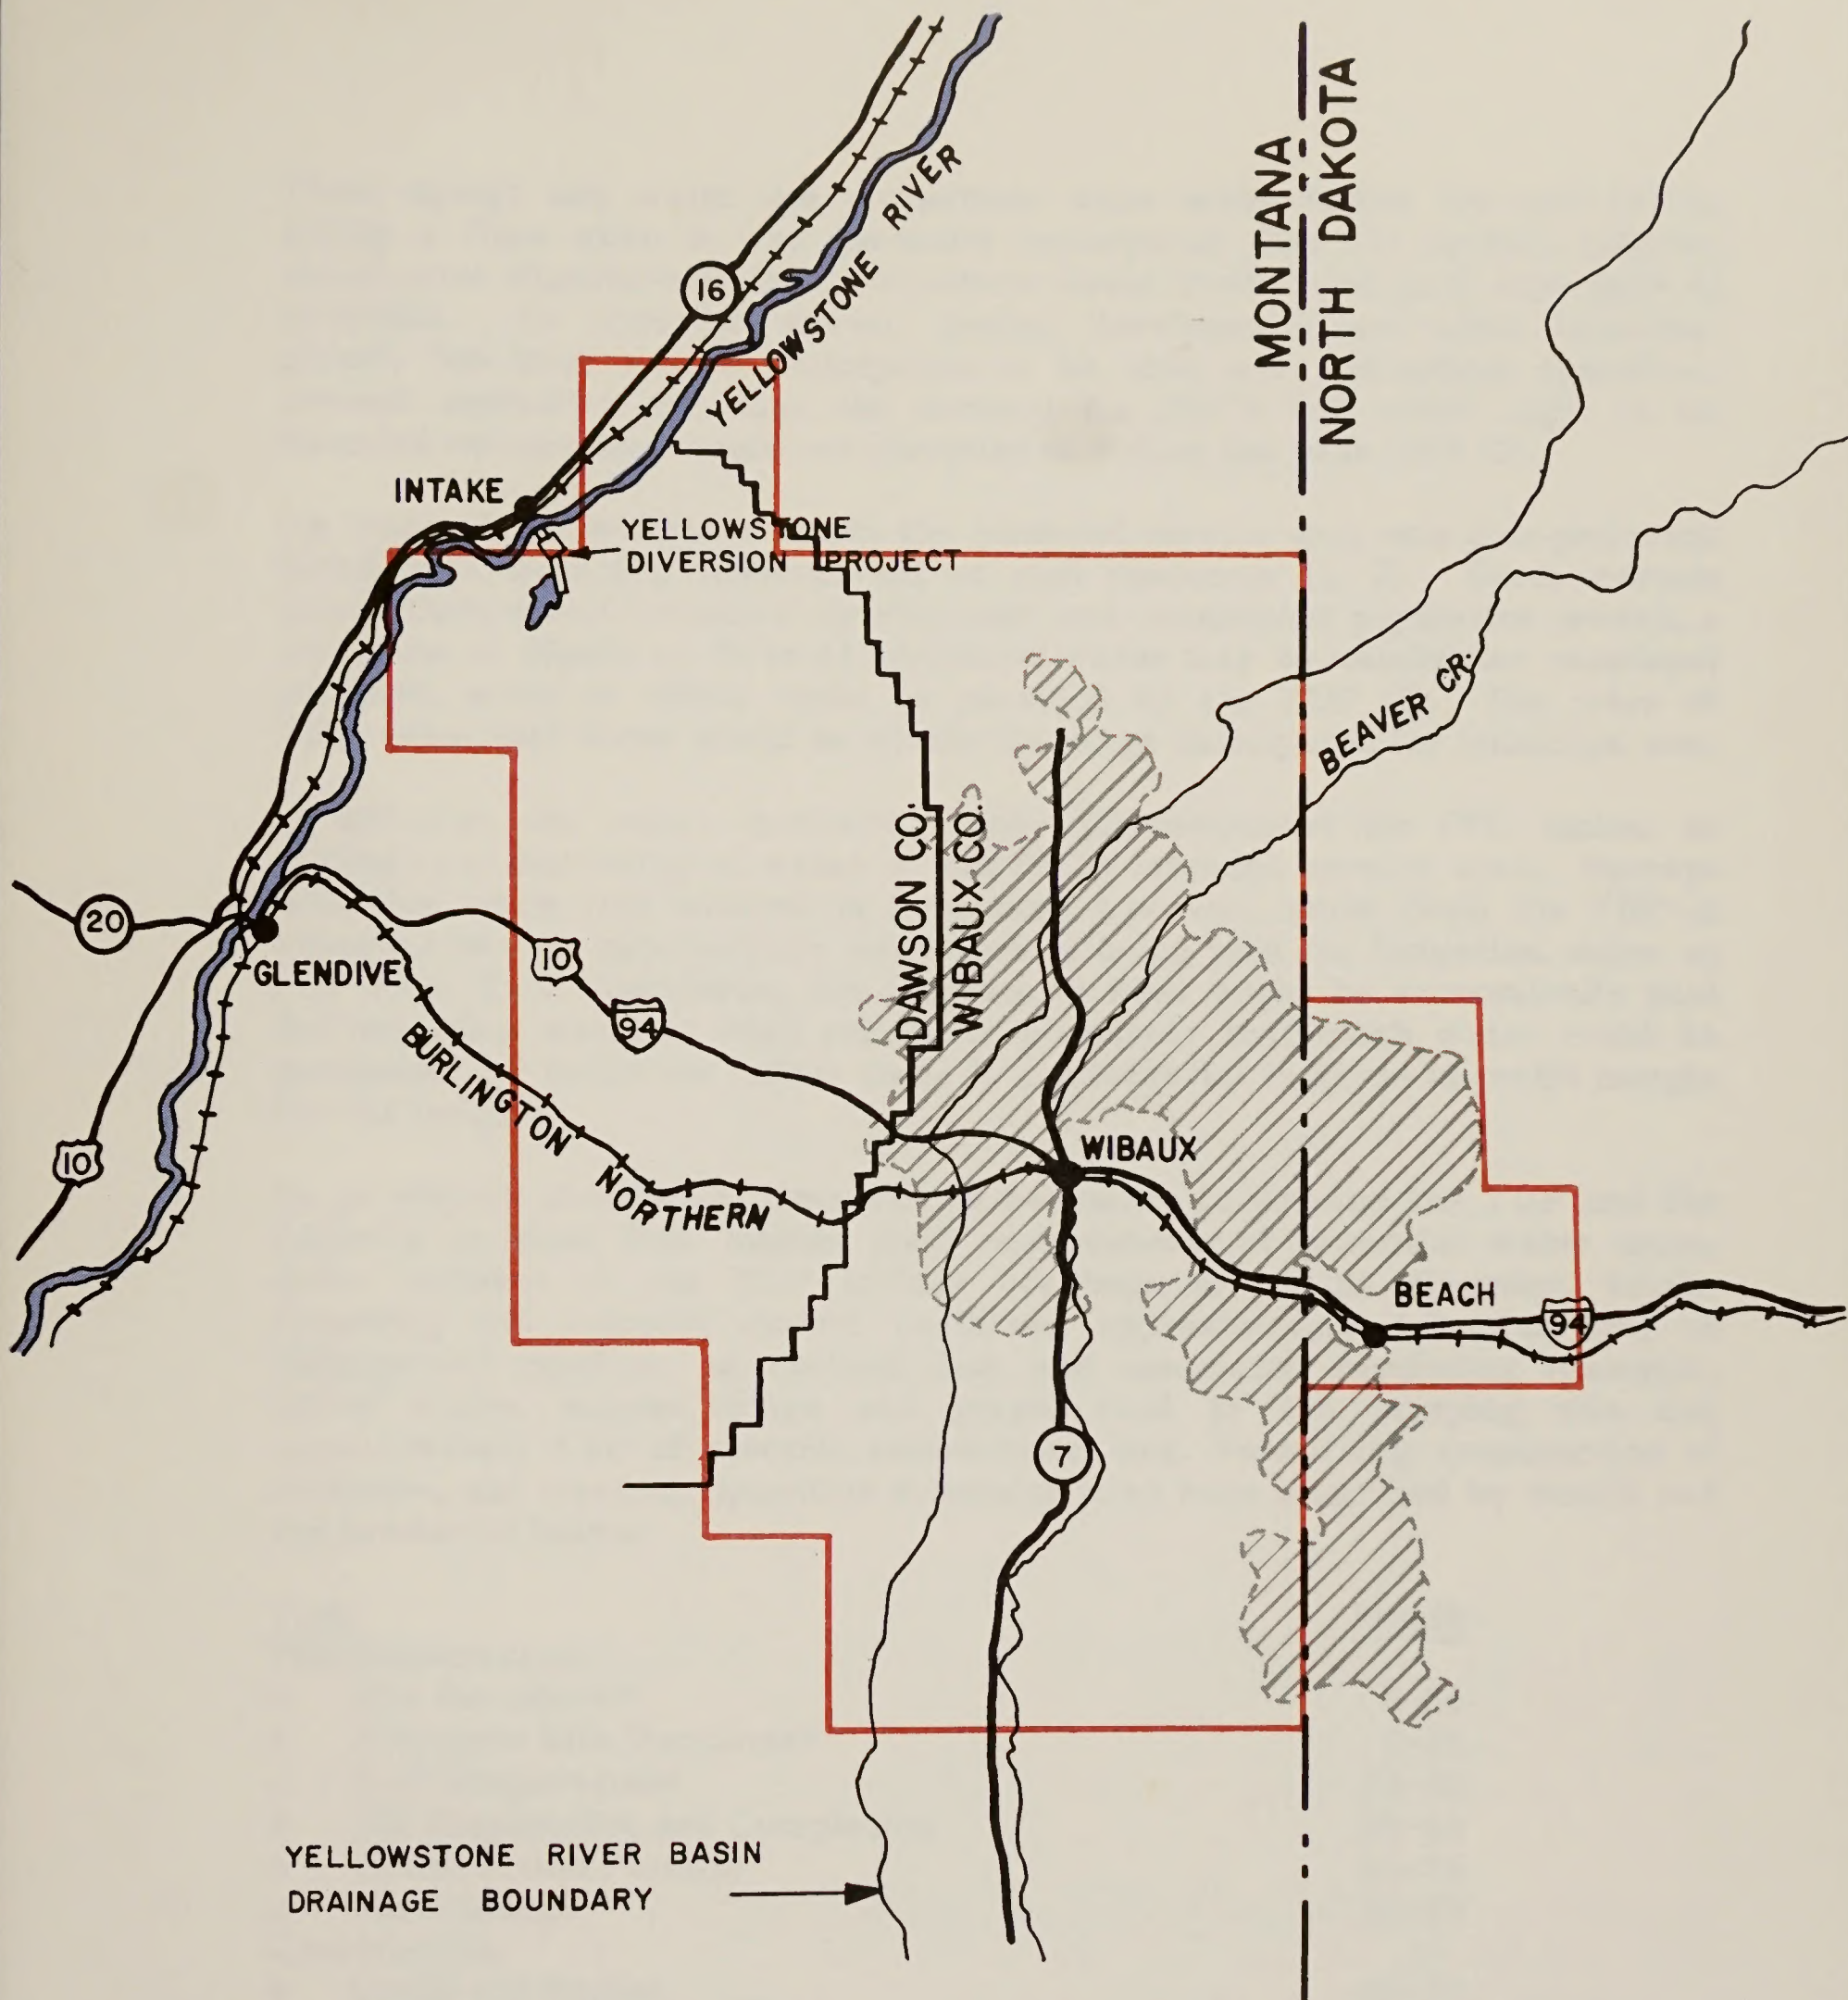 MONTANA
NORTH DAKOTA
YELLOWSTONE RIVER
16
INTAKE
YELLOWSTONE
DIVERSION PROJECT
BEAVER CR.
DAWSON CO.
WIBAUX CO.
20
GLENDIVE
10
94
BURLINGTON NORTHERN
10
WIBAUX
BEACH
94
7
YELLOWSTONE RIVER BASIN
DRAINAGE BOUNDARY